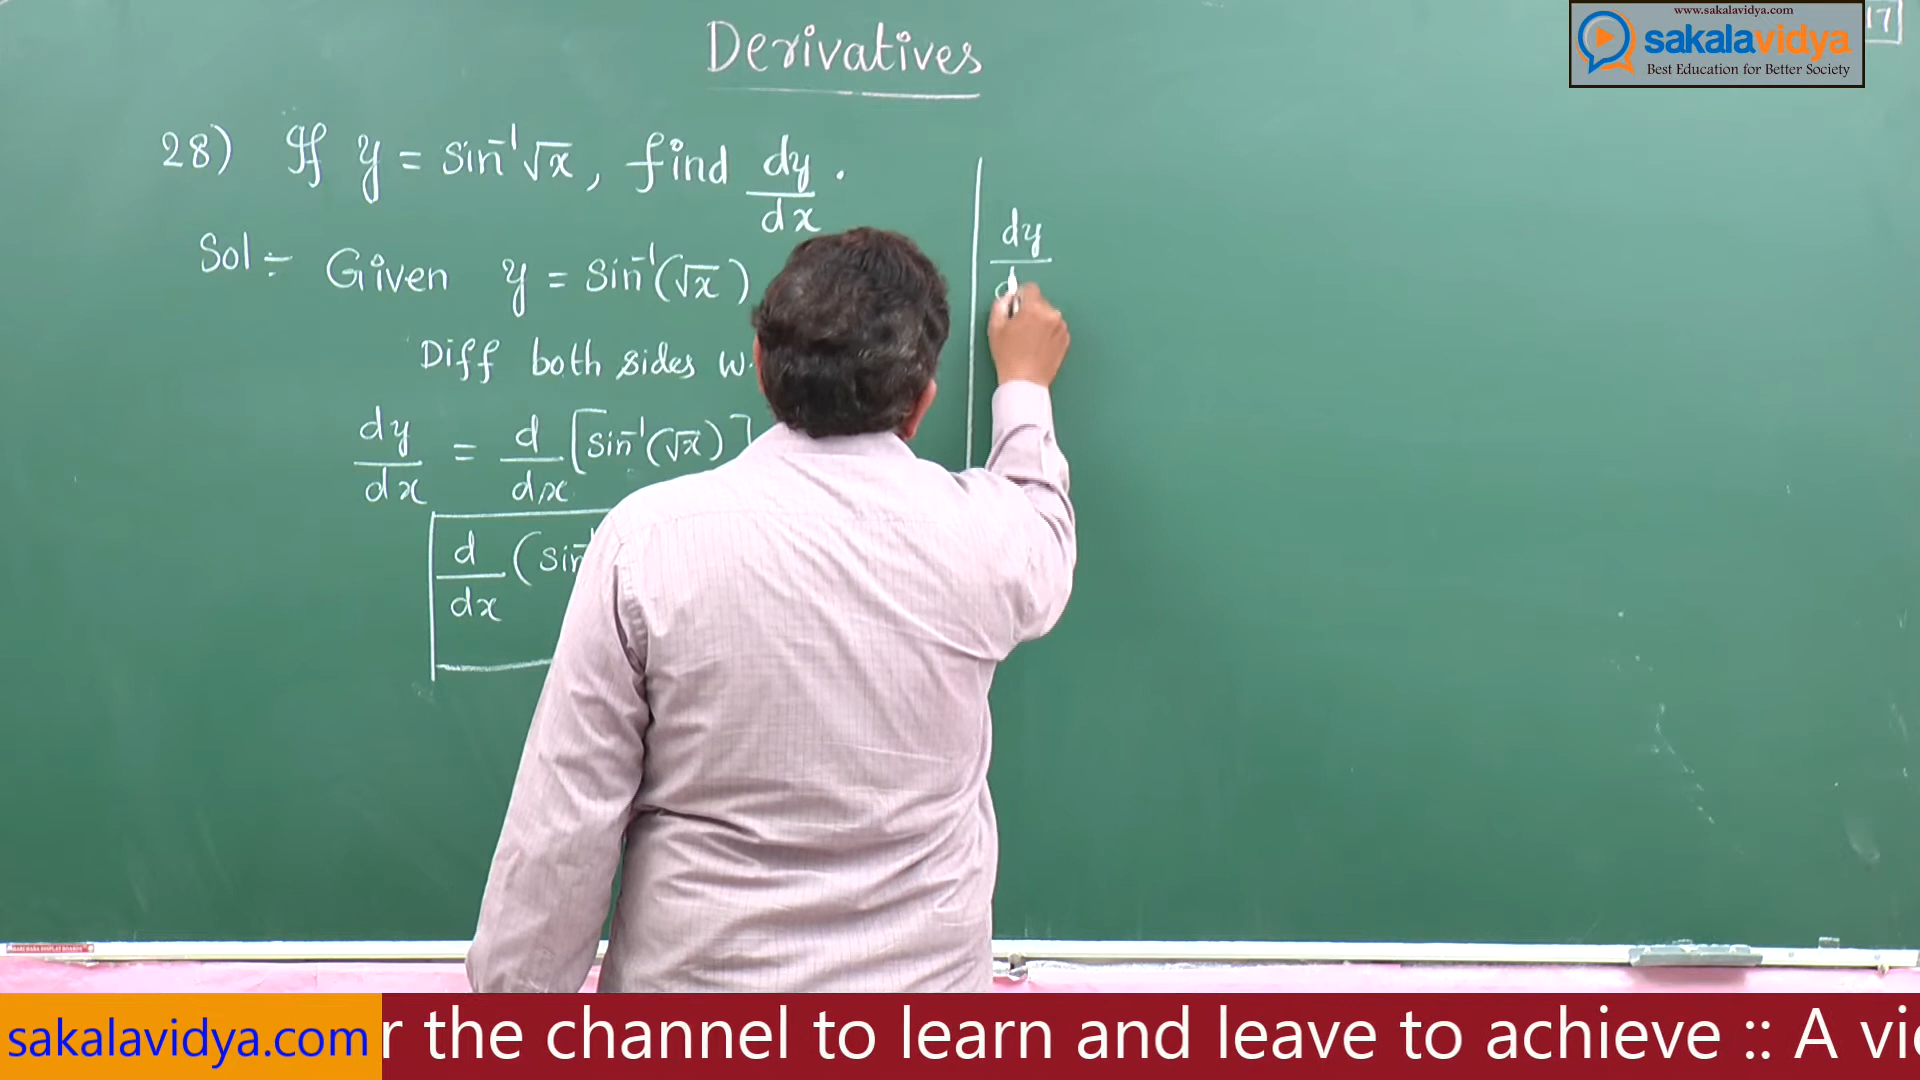 Derivatives
www.sakalavidya.com
sakalavidya
Best Education for Better Society
17
28) If y = Sin⁻¹√x, find dy/dx.
Sol:- Given y = Sin⁻¹(√x)
Diff both sides w.
dy/dx = d/dx [Sin⁻¹(√x)]
d/dx (Sin⁻¹
dy
d
sakalavidya.com
r the channel to learn and leave to achieve :: A vi